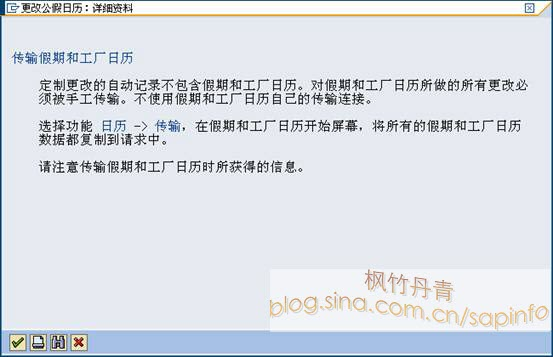 更改公假日历：详细资料
传输假期和工厂日历
定制更改的自动记录不包含假期和工厂日历。对假期和工厂日历所做的所有更改必
须被手工传输。不使用假期和工厂日历自己的传输连接。
选择功能 日历 -> 传输，在假期和工厂日历开始屏幕，将所有的假期和工厂日历
数据都复制到请求中。
请注意传输假期和工厂日历时所获得的信息。
枫竹丹青
blog.sina.com.cn/sapinfo